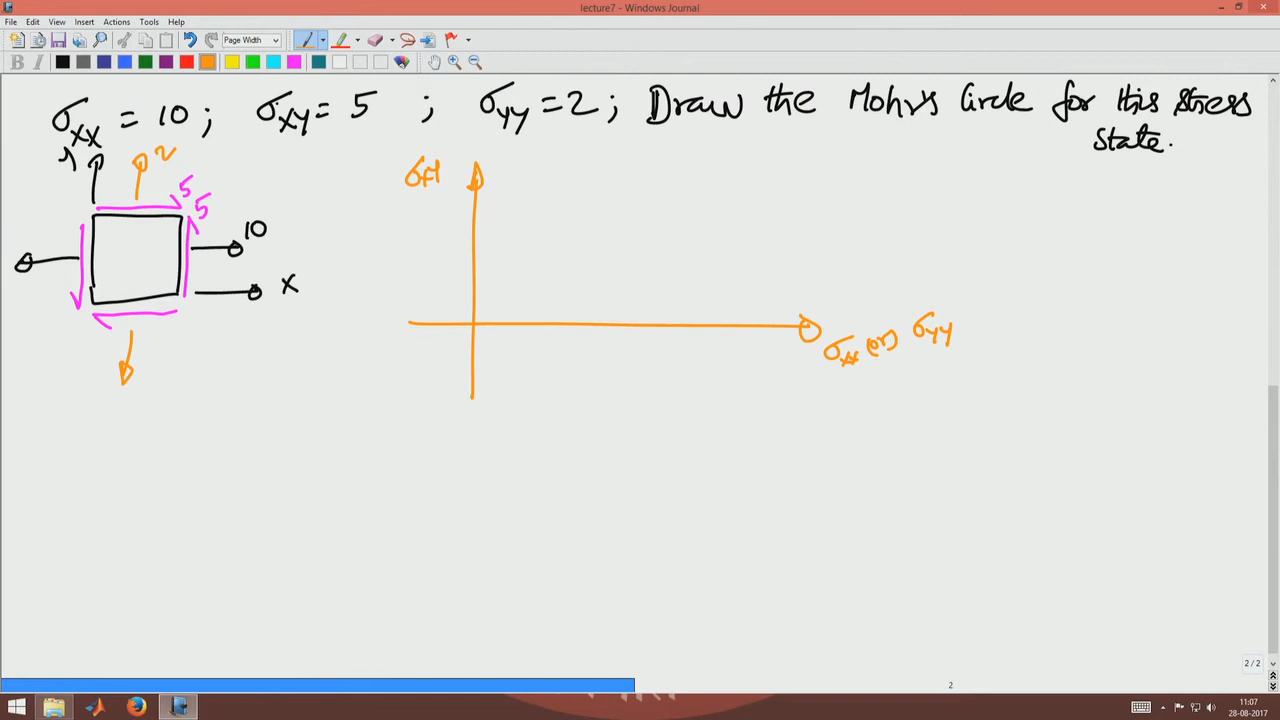 lecture7 - Windows Journal
File Edit View Insert Actions Tools Help
Page Width
B I
σxx = 10 ; σxy = 5 ; σyy = 2 ; Draw the Mohr's Circle for this stress
state.
2
5
5
10
x
σxy
σxx (or) σyy
2 / 2
2
11:07
28-08-2017